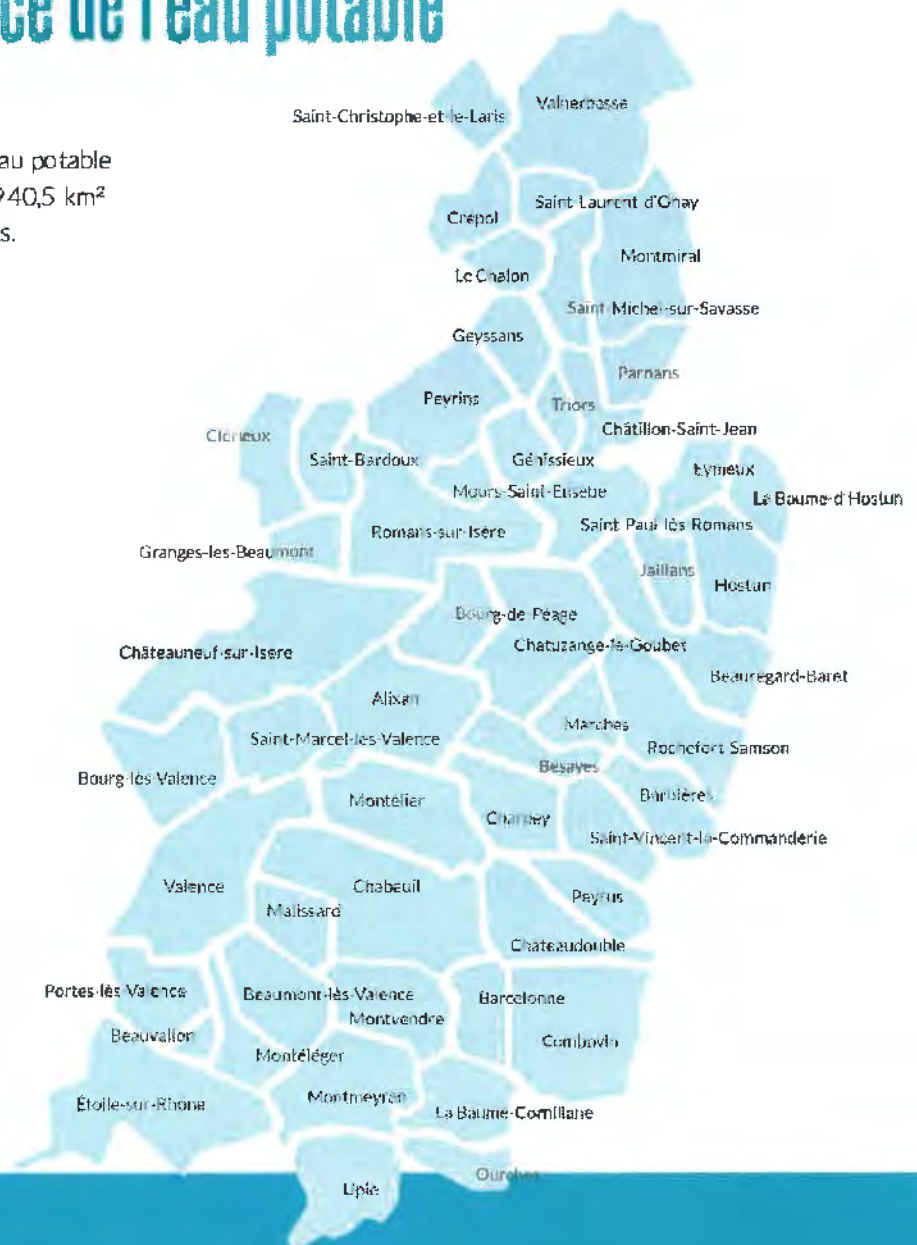 ce de l'eau potable
Saint-Christophe-et-le-Laris
Valherbasse
au potable
940,5 km²
s.
Saint Laurent d'Onay
Crépol
Montmiral
Le Chalon
Saint-Michel-sur-Savasse
Geyssans
Parnans
Peyrins
Triors
Châtillon-Saint-Jean
Clérieux
Saint-Bardoux
Génissieux
Eymeux
Mours-Saint-Eusèbe
La Baume-d'Hostun
Romans-sur-Isère
Saint Paul lès Romans
Granges-les-Beaumont
Jaillans
Hostun
Bourg-de-Péage
Châteauneuf-sur-Isère
Chatuzange-le-Goubet
Beauregard-Baret
Alixan
Saint-Marcel-lès-Valence
Marches
Rochefort Samson
Bourg-lès-Valence
Besayes
Barbières
Montélier
Charpey
Saint-Vincent-la-Commanderie
Valence
Chabeuil
Peyrus
Malissard
Châteaudouble
Portes-lès-Valence
Beaumont-lès-Valence
Barcelonne
Montvendre
Beauvallon
Combovin
Montéléger
Étoile-sur-Rhône
Montmeyran
La Baume-Cornillane
Ourches
Upie